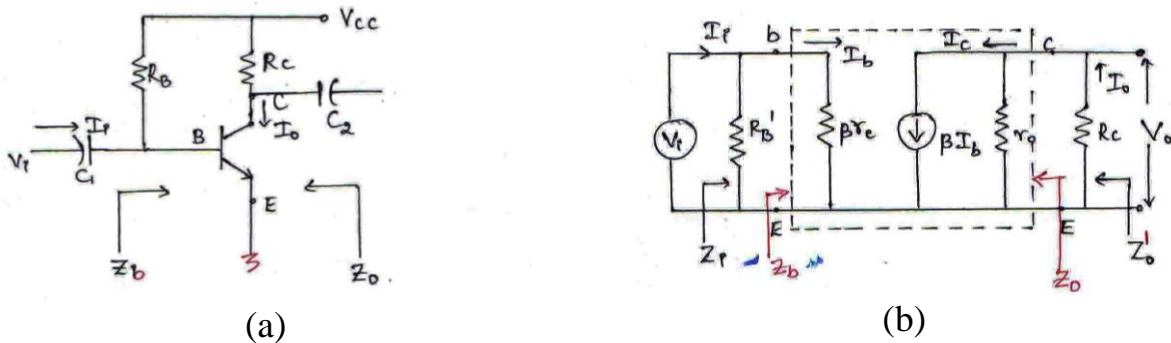 Vcc
RB
Rc
C
C2
Io
B
Ii
Vi
C1
E
Zb
Zo
(a)
Ii
b
Ib
Ic
C
Io
Vi
RB'
βre
βIb
ro
Rc
Vo
E
E
Zi
Zb
Zo
Zo'
(b)